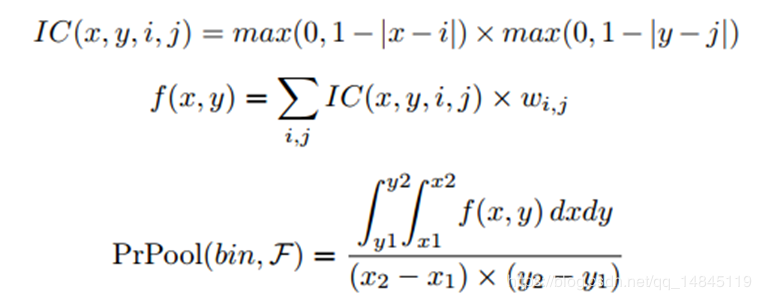 IC(x, y, i, j) = max(0, 1 − |x − i|) × max(0, 1 − |y − j|)
f(x, y) = ∑_{i,j} IC(x, y, i, j) × w_{i,j}
PrPool(bin, ℱ) = \frac{∫_{y1}^{y2} ∫_{x1}^{x2} f(x, y) dxdy}{(x_2 − x_1) × (y_2 − y_1)}
https://blog.csdn.net/qq_14845119